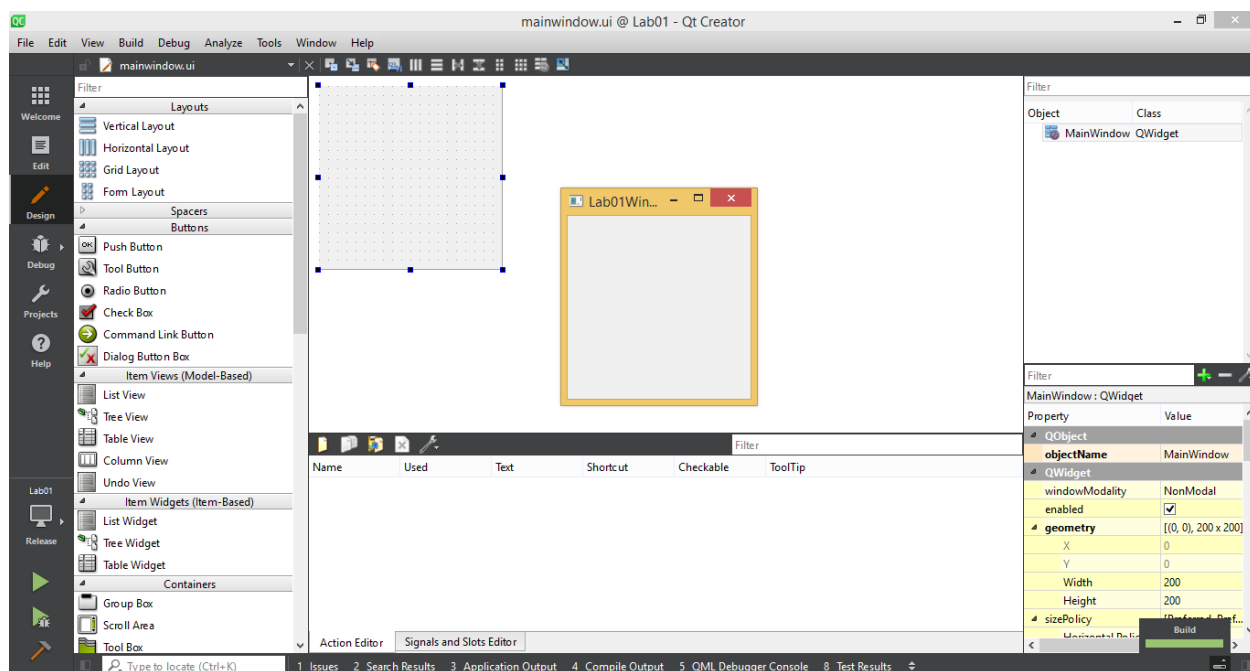 QC mainwindow.ui @ Lab01 - Qt Creator
File Edit View Build Debug Analyze Tools Window Help
mainwindow.ui
Welcome
Edit
Design
Debug
Projects
Help
Lab01
Release
Filter
Layouts
Vertical Layout
Horizontal Layout
Grid Layout
Form Layout
Spacers
Buttons
Push Button
Tool Button
Radio Button
Check Box
Command Link Button
Dialog Button Box
Item Views (Model-Based)
List View
Tree View
Table View
Column View
Undo View
Item Widgets (Item-Based)
List Widget
Tree Widget
Table Widget
Containers
Group Box
Scroll Area
Tool Box
Lab01Win...
Filter
Name Used Text Shortcut Checkable ToolTip
Action Editor Signals and Slots Editor
Filter
Object Class
MainWindow QWidget
Filter
MainWindow : QWidget
Property Value
QObject
objectName MainWindow
QWidget
windowModality NonModal
enabled
geometry [(0, 0), 200 x 200]
X 0
Y 0
Width 200
Height 200
sizePolicy
Build
Type to locate (Ctrl+K) 1 Issues 2 Search Results 3 Application Output 4 Compile Output 5 QML Debugger Console 8 Test Results